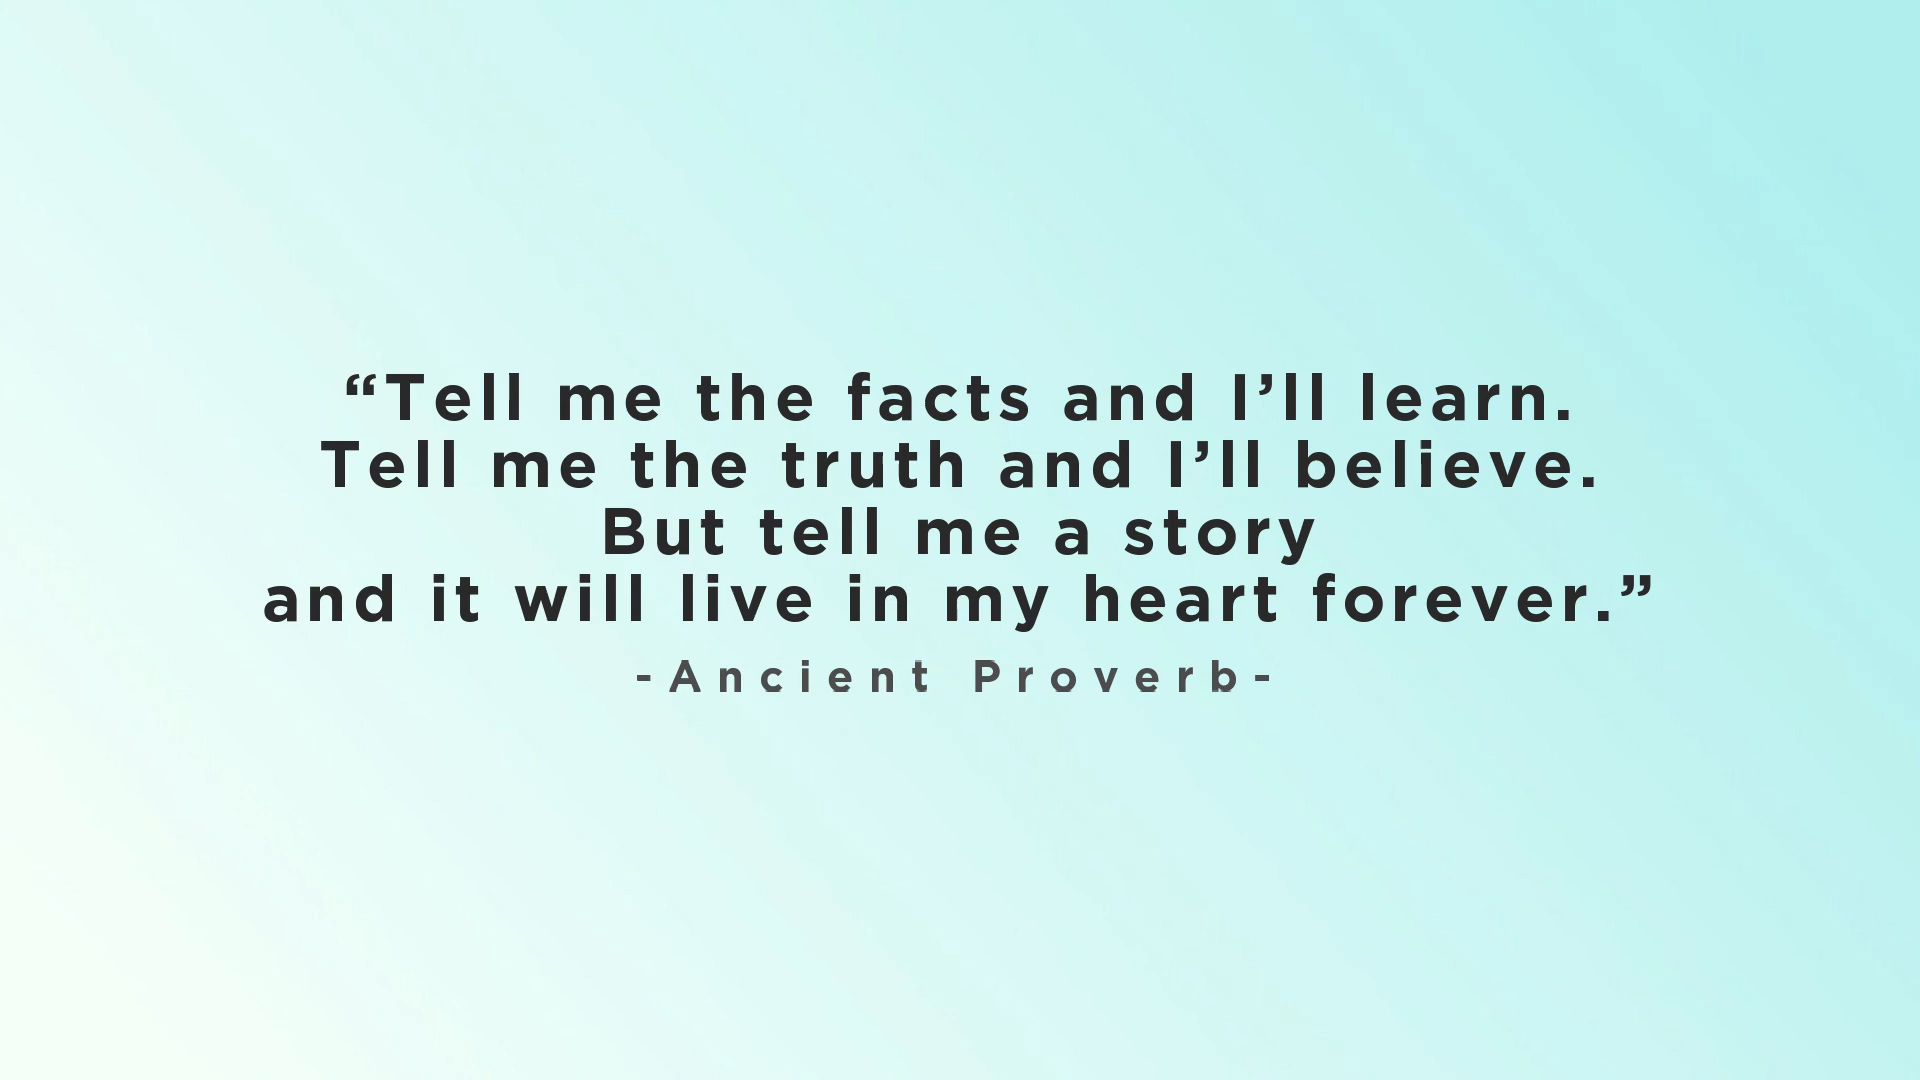 “Tell me the facts and I’ll learn.
Tell me the truth and I’ll believe.
But tell me a story
and it will live in my heart forever.”
-Ancient Proverb-